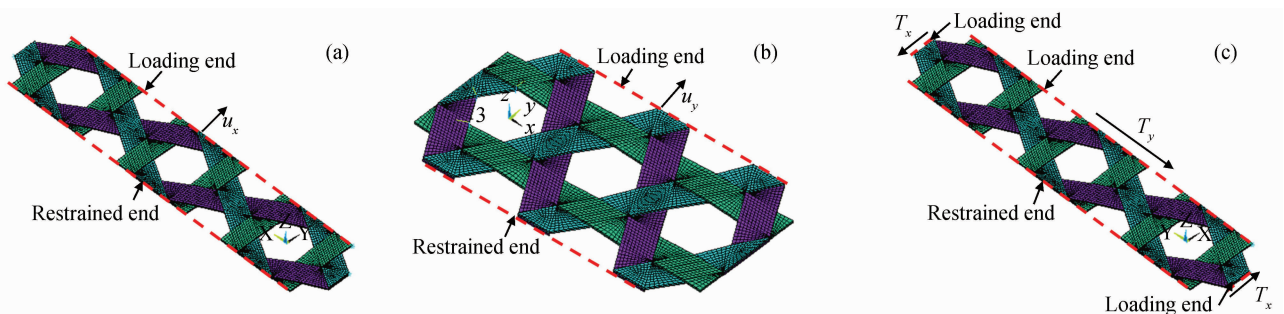 (a)
Loading end
u_x
Restrained end
X Z Y
(b)
Loading end
u_y
z
y
x
3
Restrained end
(c)
T_x
Loading end
Loading end
T_y
Restrained end
Y Z X
Loading end
T_x